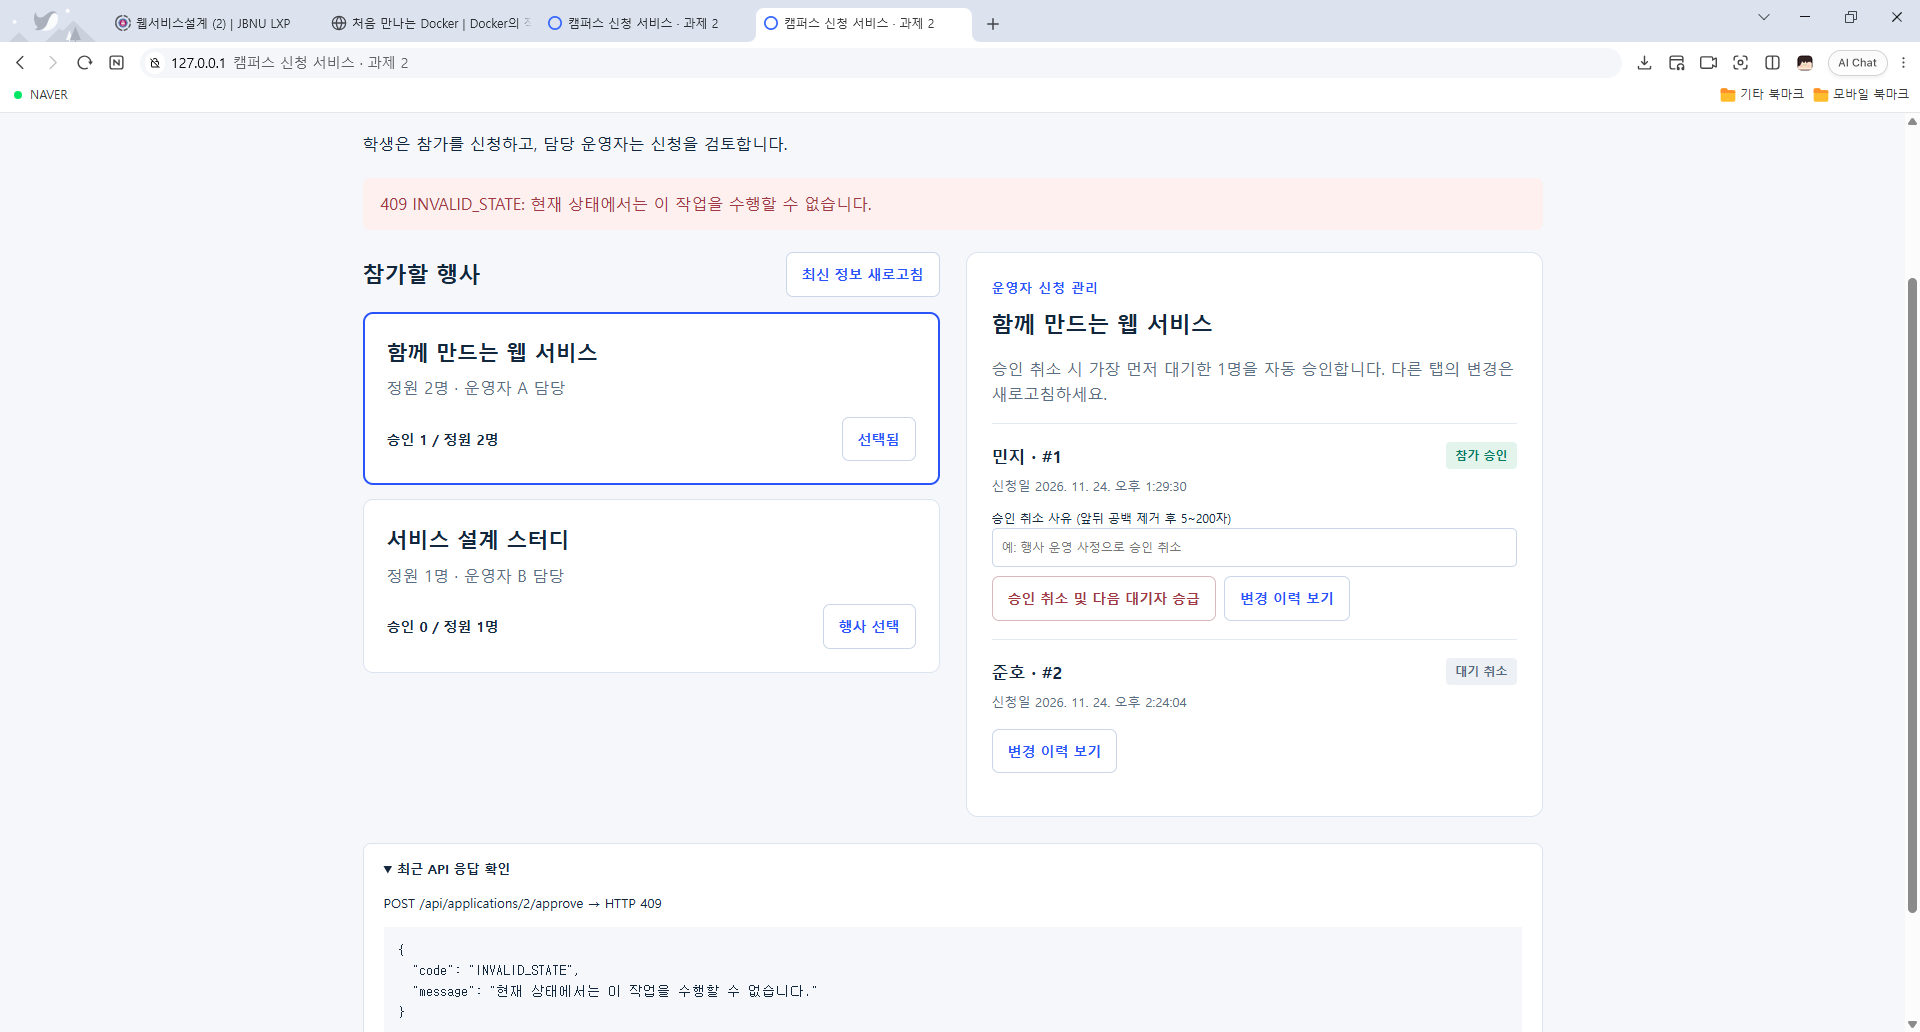 웹서비스설계 (2) | JBNU LXP
처음 만나는 Docker | Docker의
캠퍼스 신청 서비스 · 과제 2
캠퍼스 신청 서비스 · 과제 2
127.0.0.1 캠퍼스 신청 서비스 · 과제 2
AI Chat
NAVER
기타 북마크
모바일 북마크
학생은 참가를 신청하고, 담당 운영자는 신청을 검토합니다.
409 INVALID_STATE: 현재 상태에서는 이 작업을 수행할 수 없습니다.
참가할 행사
최신 정보 새로고침
함께 만드는 웹 서비스
정원 2명 · 운영자 A 담당
승인 1 / 정원 2명
선택됨
서비스 설계 스터디
정원 1명 · 운영자 B 담당
승인 0 / 정원 1명
행사 선택
운영자 신청 관리
함께 만드는 웹 서비스
승인 취소 시 가장 먼저 대기한 1명을 자동 승인합니다. 다른 탭의 변경은
새로고침하세요.
민지 · #1
참가 승인
신청일 2026. 11. 24. 오후 1:29:30
승인 취소 사유 (앞뒤 공백 제거 후 5~200자)
예: 행사 운영 사정으로 승인 취소
승인 취소 및 다음 대기자 승급
변경 이력 보기
준호 · #2
대기 취소
신청일 2026. 11. 24. 오후 2:24:04
변경 이력 보기
▼ 최근 API 응답 확인
POST /api/applications/2/approve → HTTP 409
{
"code": "INVALID_STATE",
"message": "현재 상태에서는 이 작업을 수행할 수 없습니다."
}